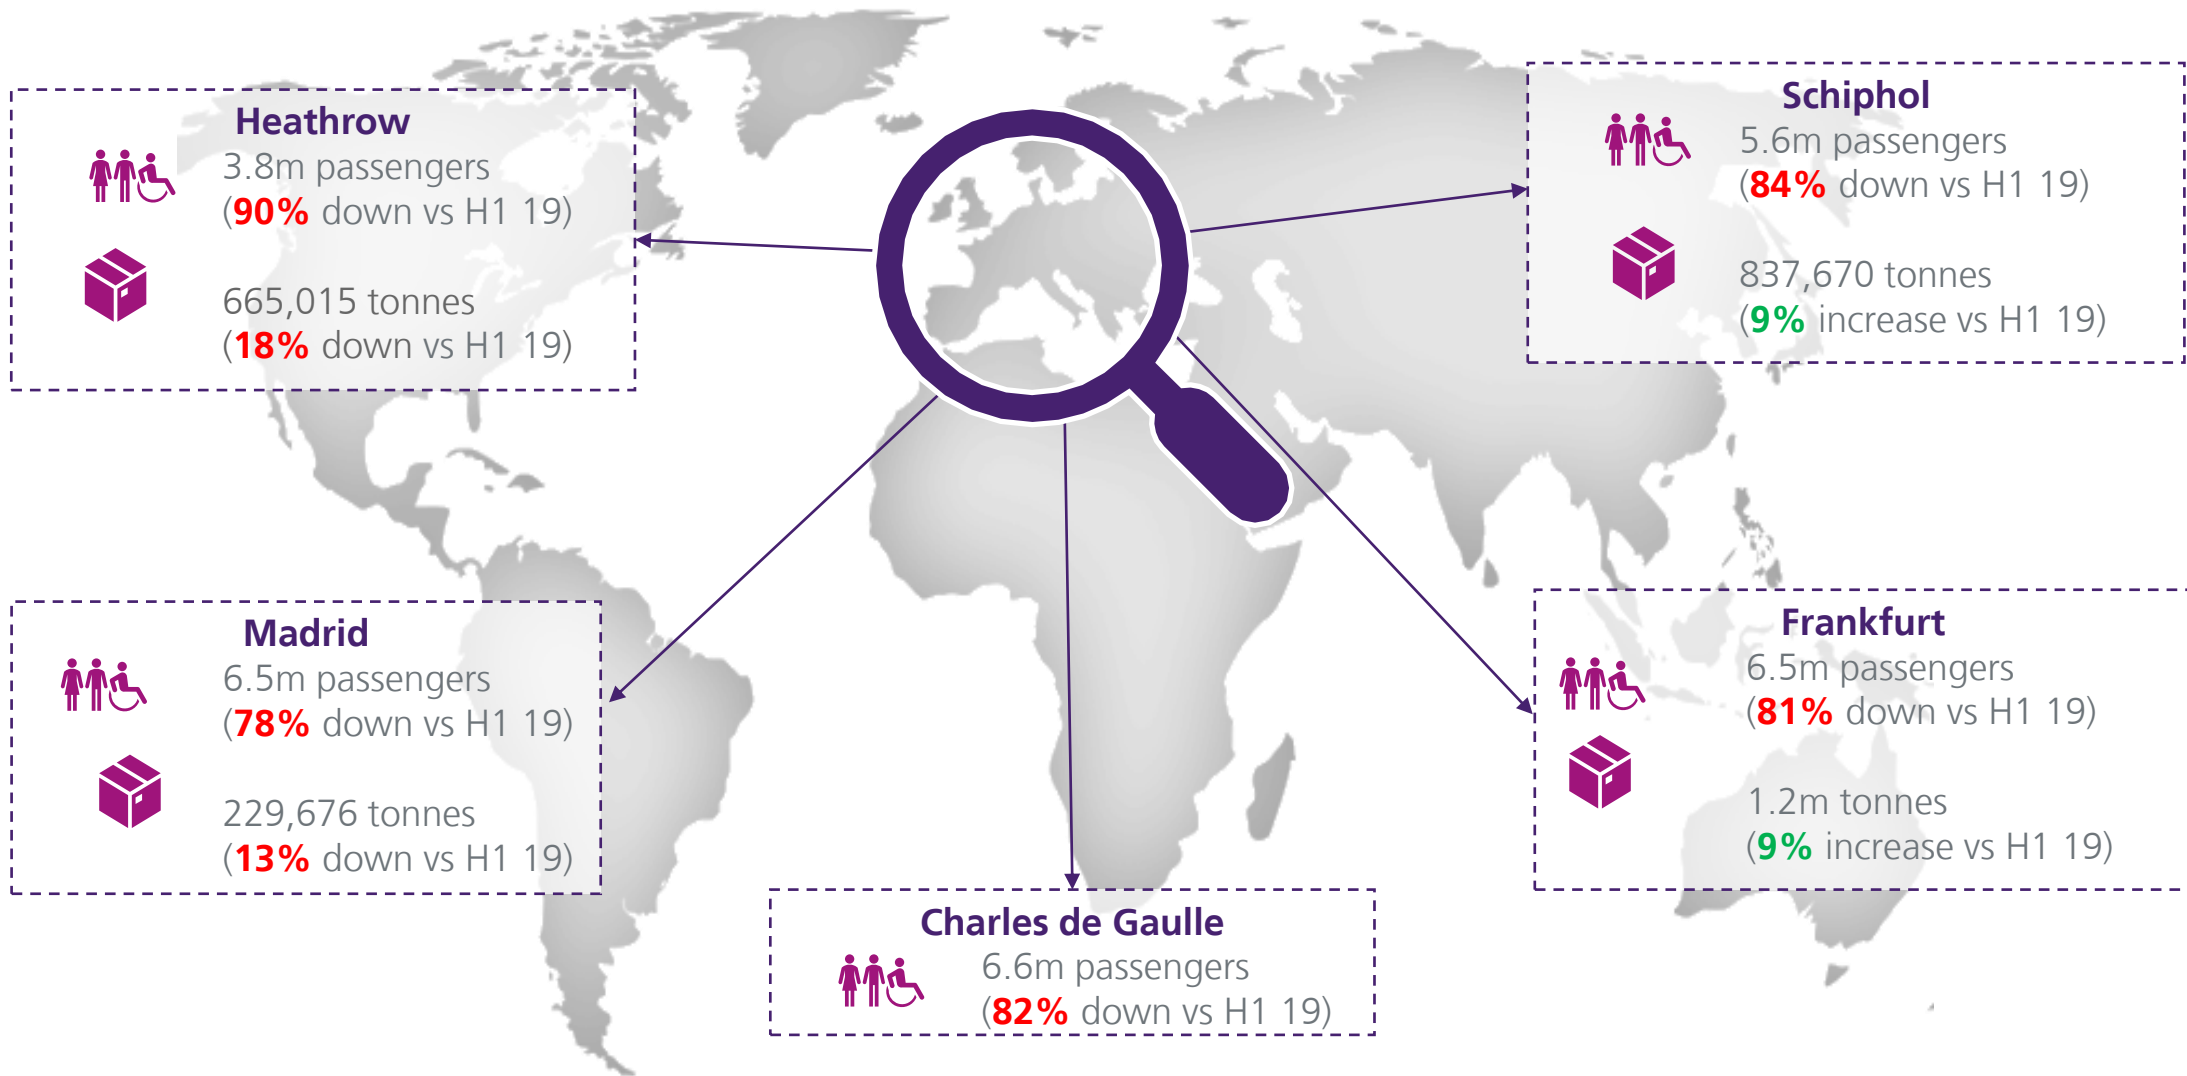 Heathrow
3.8m passengers
(90% down vs H1 19)
665,015 tonnes
(18% down vs H1 19)
Schiphol
5.6m passengers
(84% down vs H1 19)
837,670 tonnes
(9% increase vs H1 19)
Madrid
6.5m passengers
(78% down vs H1 19)
229,676 tonnes
(13% down vs H1 19)
Frankfurt
6.5m passengers
(81% down vs H1 19)
1.2m tonnes
(9% increase vs H1 19)
Charles de Gaulle
6.6m passengers
(82% down vs H1 19)